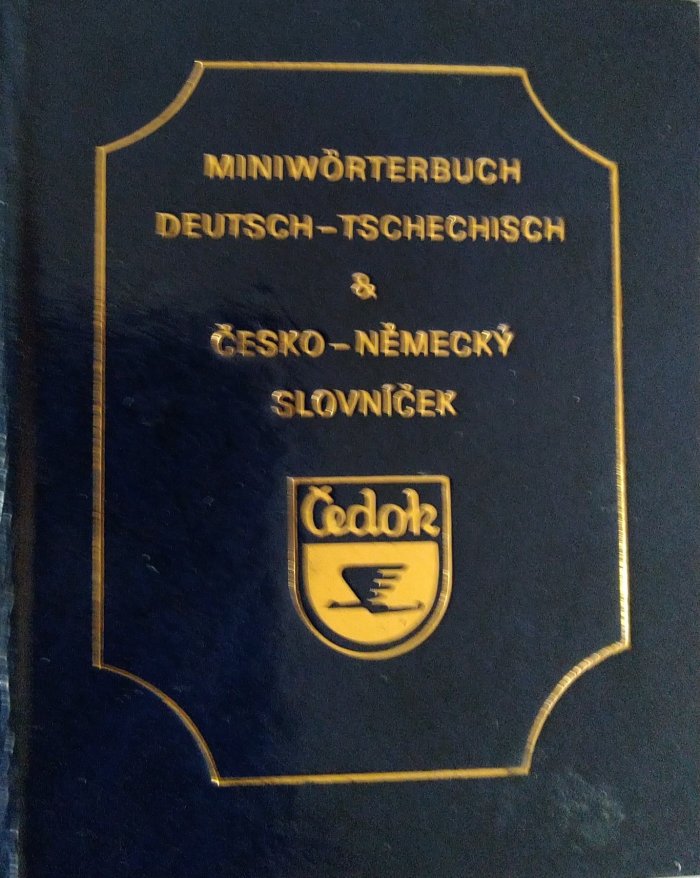 MINIWÖRTERBUCH
DEUTSCH-TSCHECHISCH
&
ČESKO-NĚMECKÝ
SLOVNÍČEK
Čedok